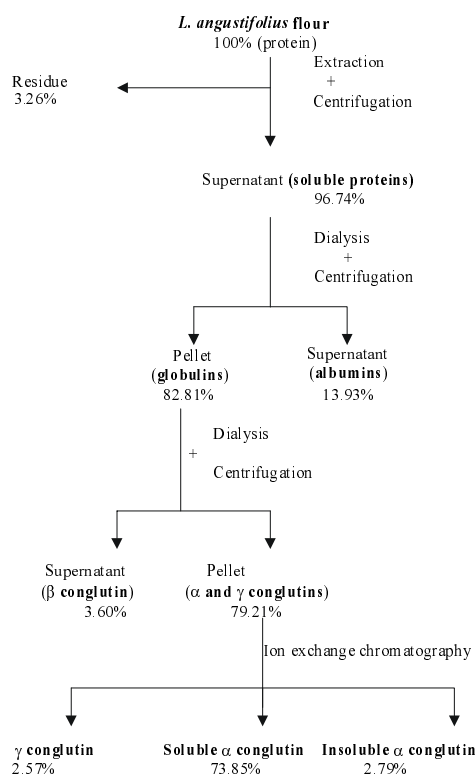 L. angustifolius flour
100% (protein)
Extraction
+
Centrifugation
Residue
3.26%
Supernatant (soluble proteins)
96.74%
Dialysis
+
Centrifugation
Pellet
(globulins)
82.81%
Supernatant
(albumins)
13.93%
Dialysis
+
Centrifugation
Supernatant
(β conglutin)
3.60%
Pellet
(α and γ conglutins)
79.21%
Ion exchange chromatography
γ conglutin
2.57%
Soluble α conglutin
73.85%
Insoluble α conglutin
2.79%